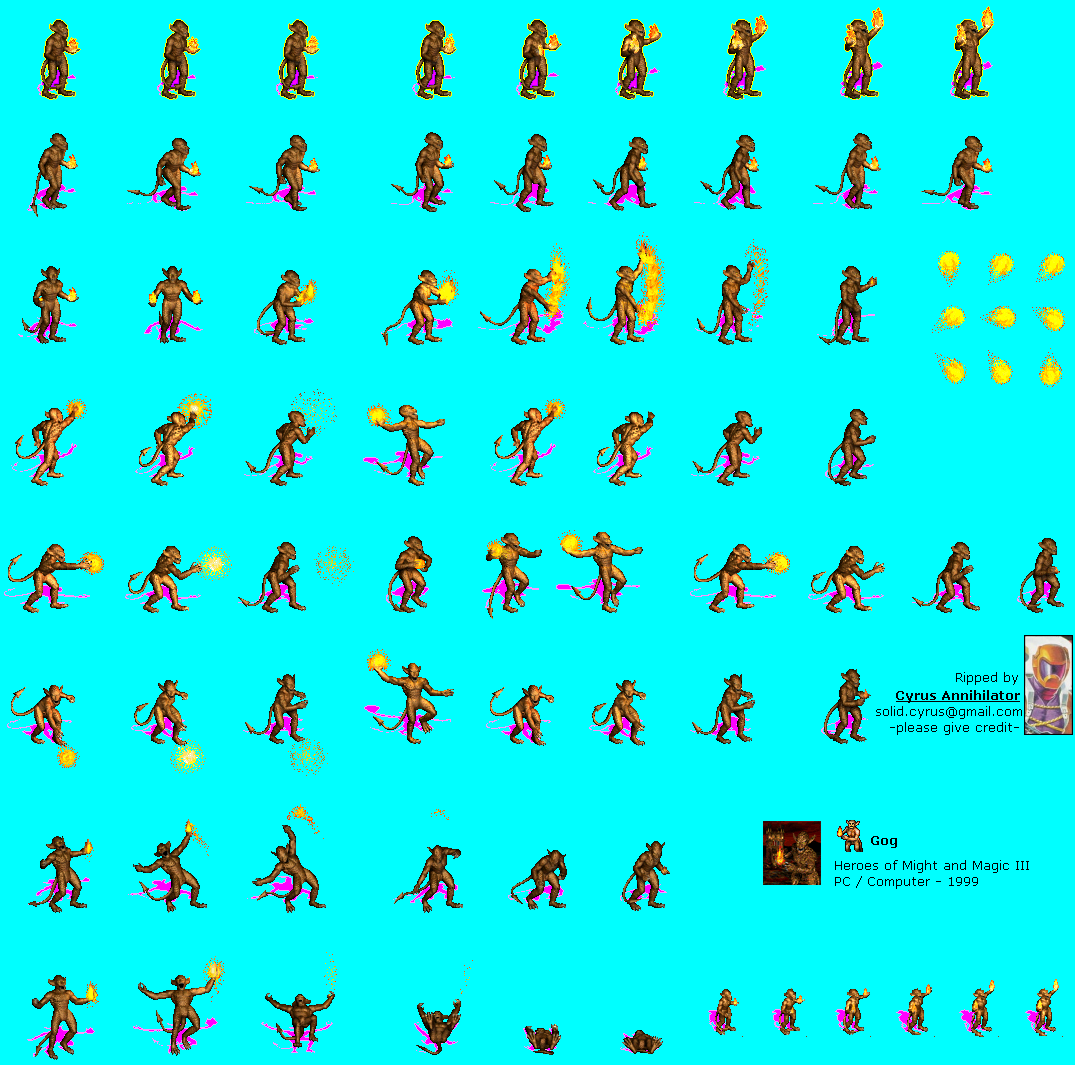 Ripped by
Cyrus Annihilator
solid.cyrus@gmail.com
-please give credit-
Gog
Heroes of Might and Magic III
PC / Computer - 1999